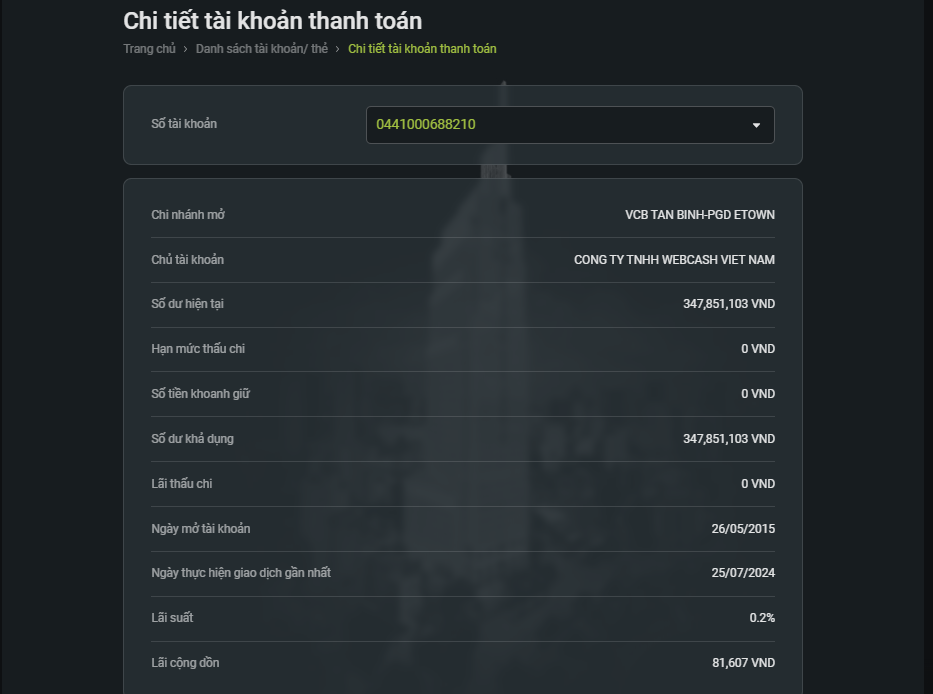 Chi tiết tài khoản thanh toán
Trang chủ › Danh sách tài khoản/ thẻ › Chi tiết tài khoản thanh toán
Số tài khoản 0441000688210
Chi nhánh mở VCB TAN BINH-PGD ETOWN
Chủ tài khoản CONG TY TNHH WEBCASH VIET NAM
Số dư hiện tại 347,851,103 VND
Hạn mức thấu chi 0 VND
Số tiền khoanh giữ 0 VND
Số dư khả dụng 347,851,103 VND
Lãi thấu chi 0 VND
Ngày mở tài khoản 26/05/2015
Ngày thực hiện giao dịch gần nhất 25/07/2024
Lãi suất 0.2%
Lãi cộng dồn 81,607 VND